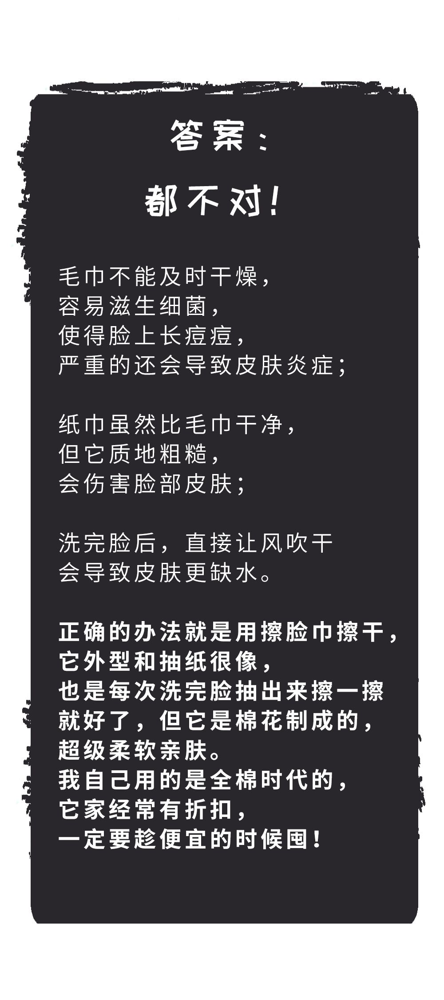 答案：
都不对！
毛巾不能及时干燥，
容易滋生细菌，
使得脸上长痘痘，
严重的还会导致皮肤炎症；
纸巾虽然比毛巾干净，
但它质地粗糙，
会伤害脸部皮肤；
洗完脸后，直接让风吹干
会导致皮肤更缺水。
正确的办法就是用擦脸巾擦干，
它外型和抽纸很像，
也是每次洗完脸抽出来擦一擦
就好了，但它是棉花制成的，
超级柔软亲肤。
我自己用的是全棉时代的，
它家经常有折扣，
一定要趁便宜的时候囤！